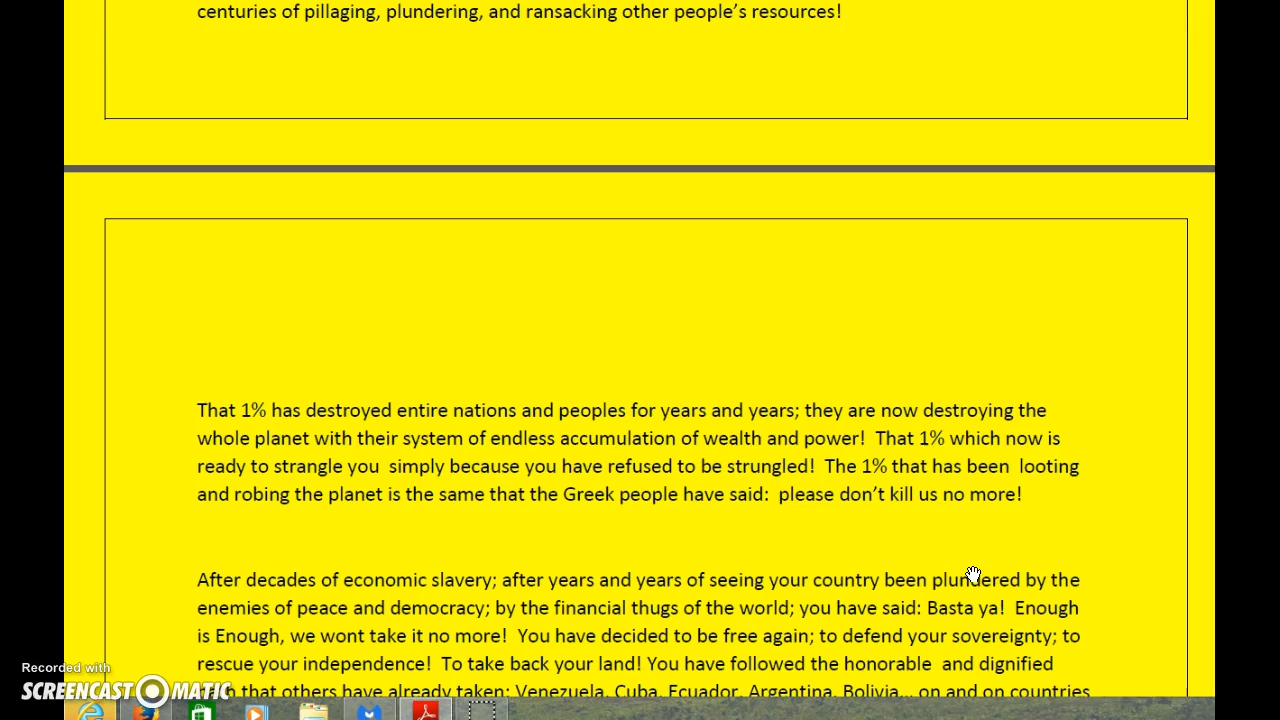 centuries of pillaging, plundering, and ransacking other people's resources!
That 1% has destroyed entire nations and peoples for years and years; they are now destroying the
whole planet with their system of endless accumulation of wealth and power!  That 1% which now is
ready to strangle you  simply because you have refused to be strungled!  The 1% that has been  looting
and robing the planet is the same that the Greek people have said:  please don't kill us no more!
After decades of economic slavery; after years and years of seeing your country been plundered by the
enemies of peace and democracy; by the financial thugs of the world; you have said: Basta ya!  Enough
is Enough, we wont take it no more!  You have decided to be free again; to defend your sovereignty; to
rescue your independence!  To take back your land! You have followed the honorable  and dignified
that others have already taken: Venezuela, Cuba, Ecuador, Argentina, Bolivia... on and on countries
Recorded with
SCREENCAST MATIC